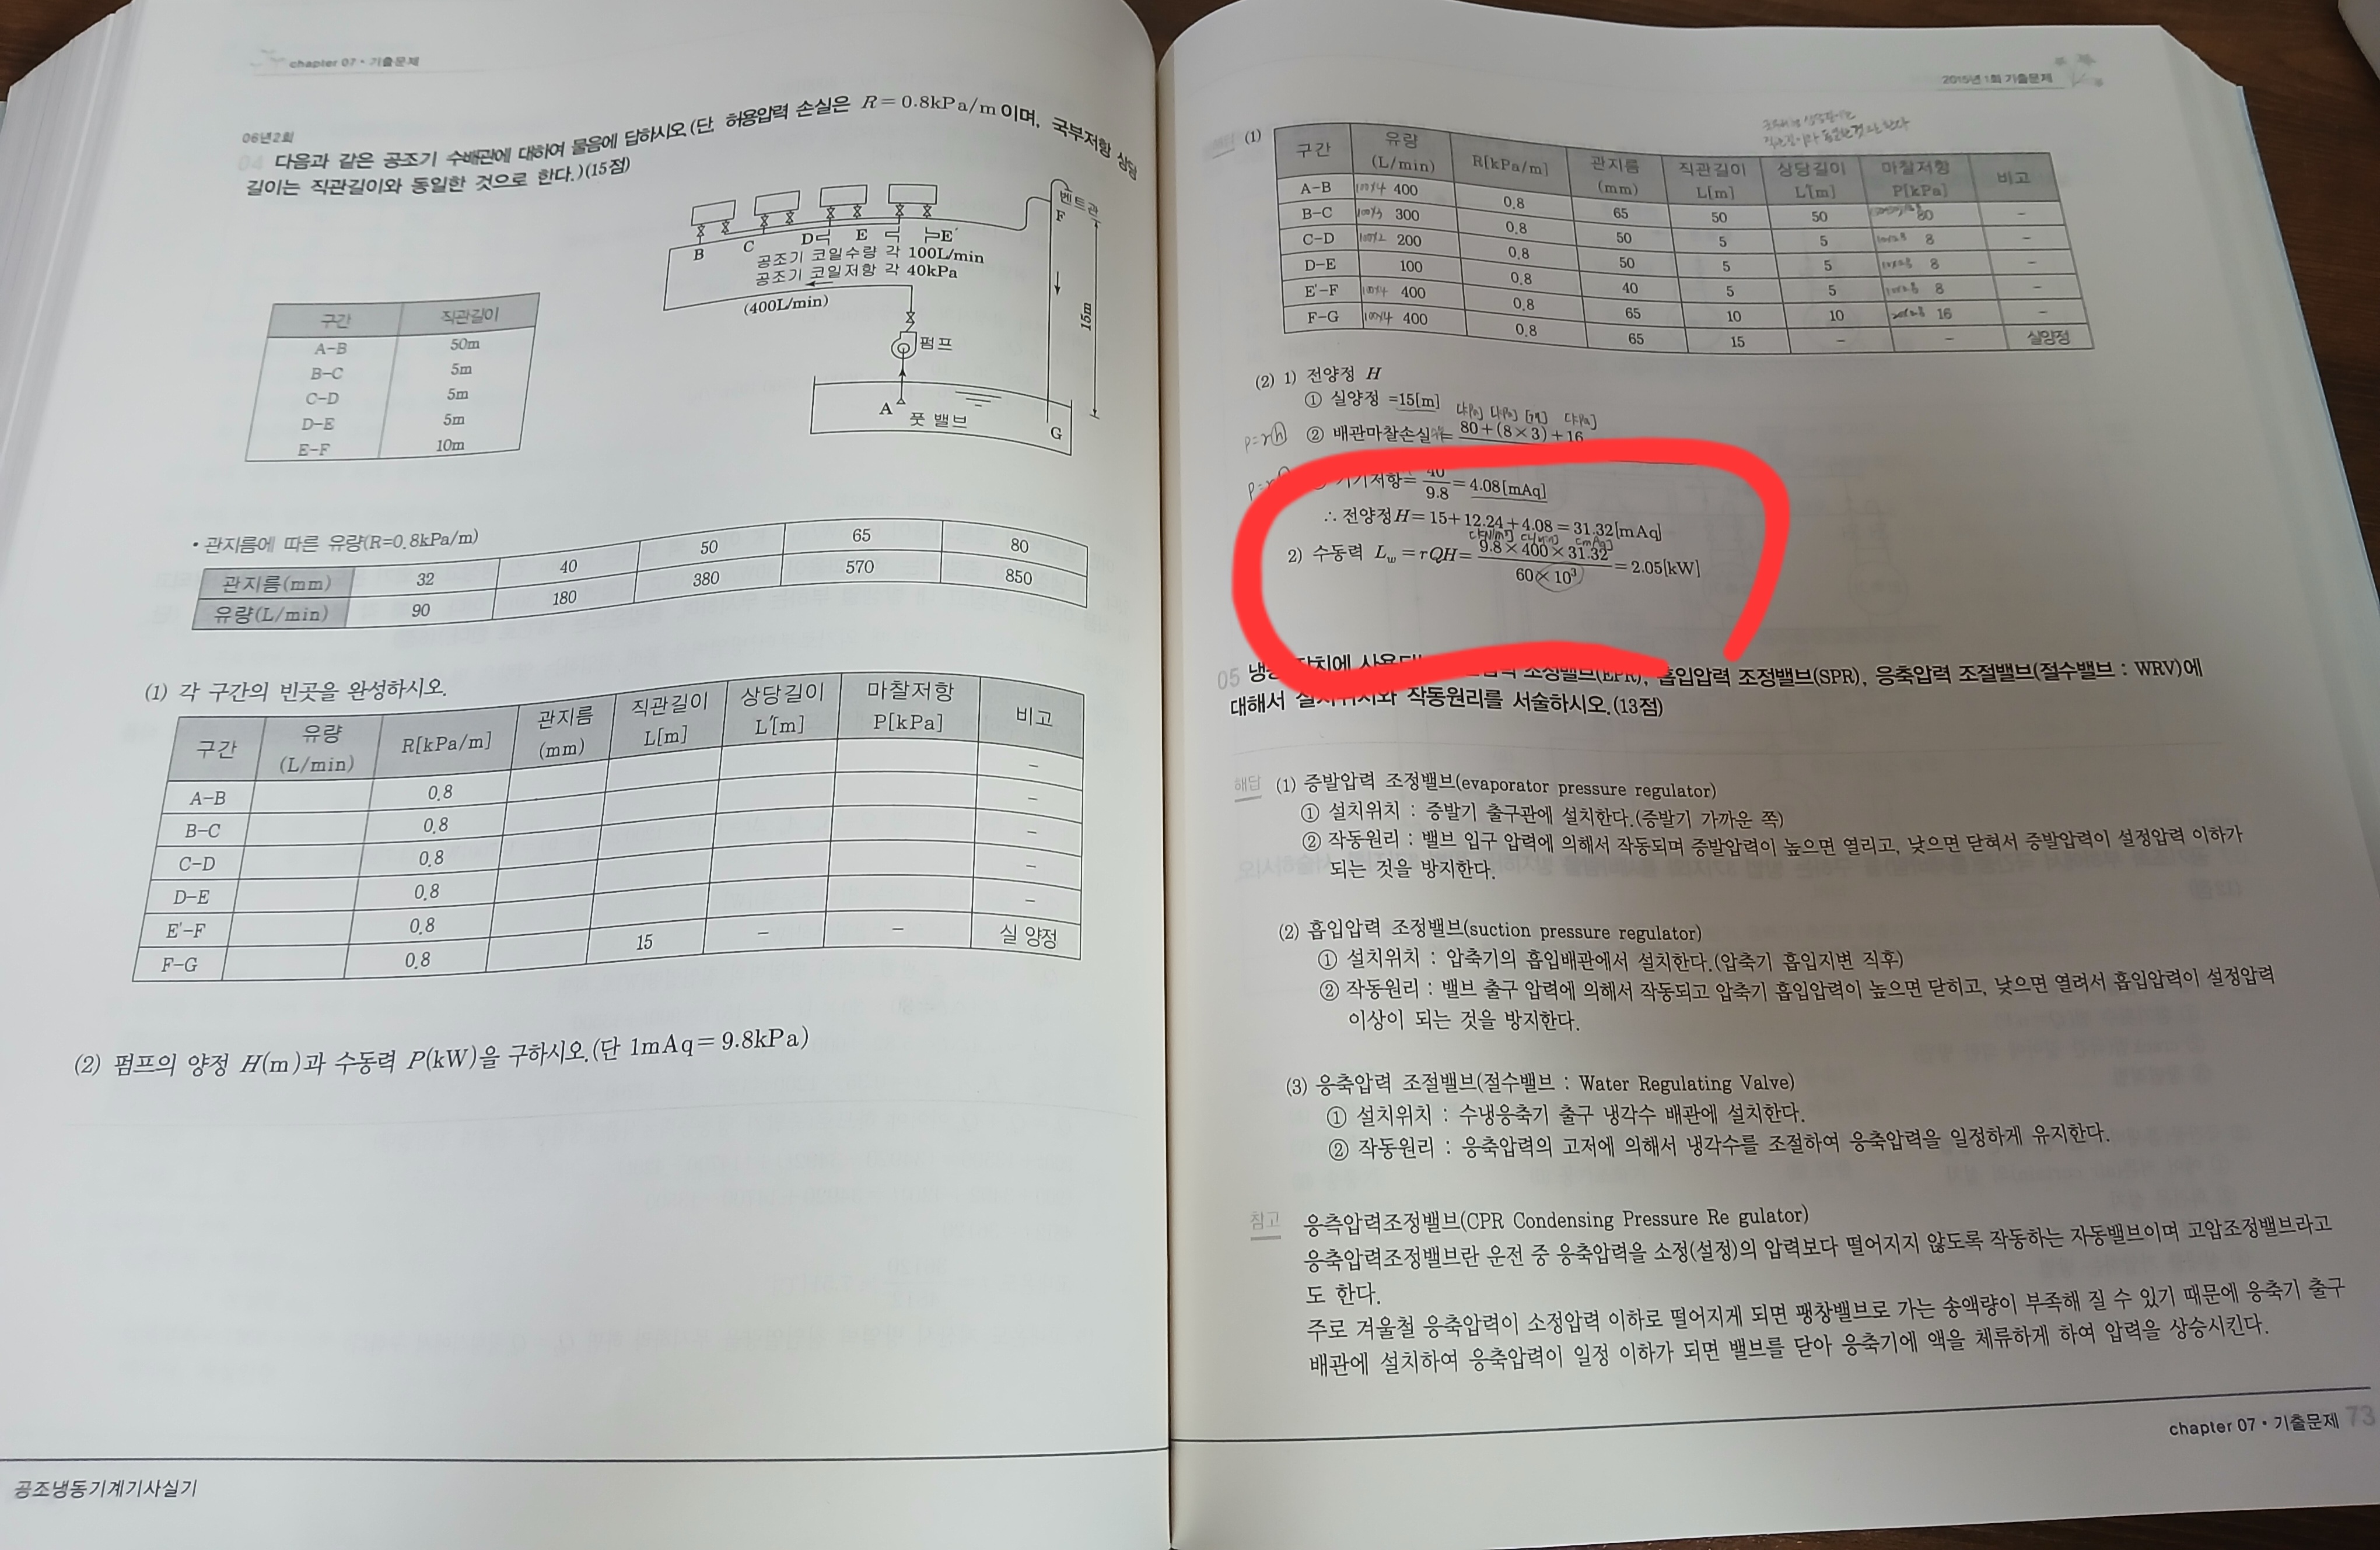 chapter 07 • 기출문제
06년2회
04 다음과 같은 공조기 수배관에 대하여 물음에 답하시오.(단, 허용압력 손실은 R=0.8kPa/m이며, 국부저항 상당
길이는 직관길이와 동일한 것으로 한다.)(15점)
벤트관
F
B C D E E′
공조기 코일수량 각 100L/min
공조기 코일저항 각 40kPa
(400L/min)
15m
펌프
A
풋 밸브
G
구간 직관길이
A-B 50m
B-C 5m
C-D 5m
D-E 5m
E-F 10m
• 관지름에 따른 유량(R=0.8kPa/m)
관지름(mm) 32 40 50 65 80
유량(L/min) 90 180 380 570 850
(1) 각 구간의 빈곳을 완성하시오.
구간 유량 (L/min) R[kPa/m] 관지름 (mm) 직관길이 L[m] 상당길이 L′[m] 마찰저항 P[kPa] 비고
A-B 0.8 -
B-C 0.8 -
C-D 0.8 -
D-E 0.8 -
E′-F 0.8 -
F-G 0.8 15 - - 실 양정
(2) 펌프의 양정 H(m)과 수동력 P(kW)을 구하시오.(단 1mAq=9.8kPa)
공조냉동기계기사실기
2015년 1회 기출문제
(1)
구간 유량 (L/min) R[kPa/m] 관지름 (mm) 직관길이 L[m] 상당길이 L′[m] 마찰저항 P[kPa] 비고
A-B 100×4 400 0.8 65 50 50 80 -
B-C 100×3 300 0.8 50 5 5 8 -
C-D 100×2 200 0.8 50 5 5 8 -
D-E 100 0.8 40 5 5 8 -
E′-F 100×4 400 0.8 65 10 10 16 -
F-G 100×4 400 0.8 65 15 - - 실양정
(2) 1) 전양정 H
① 실양정 =15[m]
P=r h ② 배관마찰손실 = 80+(8×3)+16
기기저항= 40/9.8 =4.08[mAq]
∴ 전양정H=15+12.24+4.08=31.32[mAq]
2) 수동력 Lw=rQH= 9.8×400×31.32 / 60×10³ =2.05[kW]
05 냉동장치에 사용 조정밸브(EPR), 흡입압력 조정밸브(SPR), 응축압력 조절밸브(절수밸브 : WRV)에
대해서 설치위치와 작동원리를 서술하시오.(13점)
해답 (1) 증발압력 조정밸브(evaporator pressure regulator)
① 설치위치 : 증발기 출구관에 설치한다.(증발기 가까운 쪽)
② 작동원리 : 밸브 입구 압력에 의해서 작동되며 증발압력이 높으면 열리고, 낮으면 닫혀서 증발압력이 설정압력 이하가
되는 것을 방지한다.
(2) 흡입압력 조정밸브(suction pressure regulator)
① 설치위치 : 압축기의 흡입배관에서 설치한다.(압축기 흡입지변 직후)
② 작동원리 : 밸브 출구 압력에 의해서 작동되고 압축기 흡입압력이 높으면 닫히고, 낮으면 열려서 흡입압력이 설정압력
이상이 되는 것을 방지한다.
(3) 응축압력 조절밸브(절수밸브 : Water Regulating Valve)
① 설치위치 : 수냉응축기 출구 냉각수 배관에 설치한다.
② 작동원리 : 응축압력의 고저에 의해서 냉각수를 조절하여 응축압력을 일정하게 유지한다.
참고 응측압력조정밸브(CPR Condensing Pressure Re gulator)
응축압력조정밸브란 운전 중 응축압력을 소정(설정)의 압력보다 떨어지지 않도록 작동하는 자동밸브이며 고압조정밸브라고
도 한다.
주로 겨울철 응축압력이 소정압력 이하로 떨어지게 되면 팽창밸브로 가는 송액량이 부족해 질 수 있기 때문에 응축기 출구
배관에 설치하여 응축압력이 일정 이하가 되면 밸브를 닫아 응축기에 액을 체류하게 하여 압력을 상승시킨다.
chapter 07 • 기출문제 73